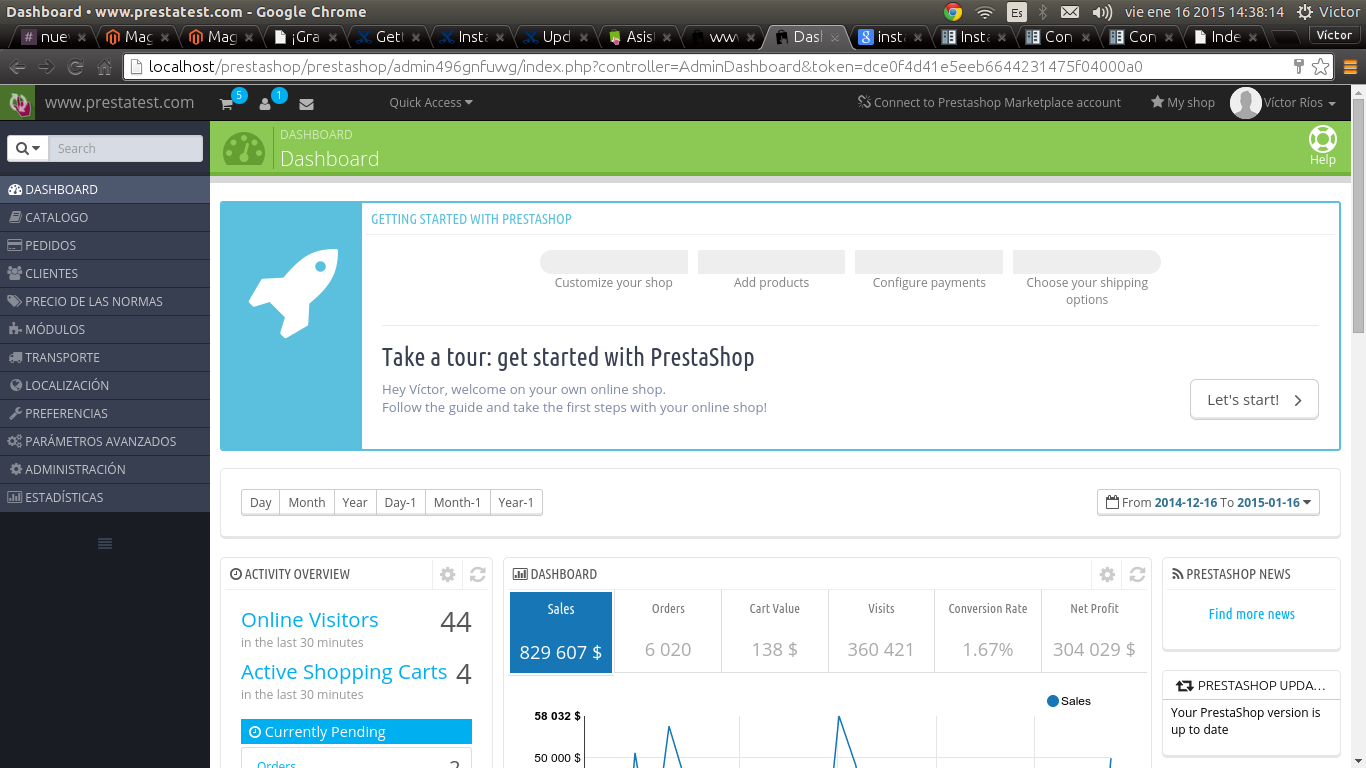 Dashboard • www.prestatest.com - Google Chrome
Es
vie ene 16 2015 14:38:14
Victor
nue
Mag
Mag
¡Gra
Get
Inst
Upd
Asis
ww
Das
inst
Inst
Con
Con
Inde
Víctor
localhost/prestashop/prestashop/admin496gnfuwg/index.php?controller=AdminDashboard&token=dce0f4d41e5eeb6644231475f04000a0
www.prestatest.com
5
1
Quick Access
Connect to Prestashop Marketplace account
My shop
Víctor Ríos
Search
DASHBOARD
Dashboard
Help
DASHBOARD
CATALOGO
PEDIDOS
CLIENTES
PRECIO DE LAS NORMAS
MÓDULOS
TRANSPORTE
LOCALIZACIÓN
PREFERENCIAS
PARÁMETROS AVANZADOS
ADMINISTRACIÓN
ESTADÍSTICAS
GETTING STARTED WITH PRESTASHOP
Customize your shop
Add products
Configure payments
Choose your shipping
options
Take a tour: get started with PrestaShop
Hey Víctor, welcome on your own online shop.
Follow the guide and take the first steps with your online shop!
Let's start!
Day
Month
Year
Day-1
Month-1
Year-1
From 2014-12-16 To 2015-01-16
ACTIVITY OVERVIEW
Online Visitors
44
in the last 30 minutes
Active Shopping Carts
4
in the last 30 minutes
Currently Pending
Orders
2
DASHBOARD
Sales
829 607 $
Orders
6 020
Cart Value
138 $
Visits
360 421
Conversion Rate
1.67%
Net Profit
304 029 $
Sales
58 032 $
50 000 $
PRESTASHOP NEWS
Find more news
PRESTASHOP UPDA...
Your PrestaShop version is
up to date